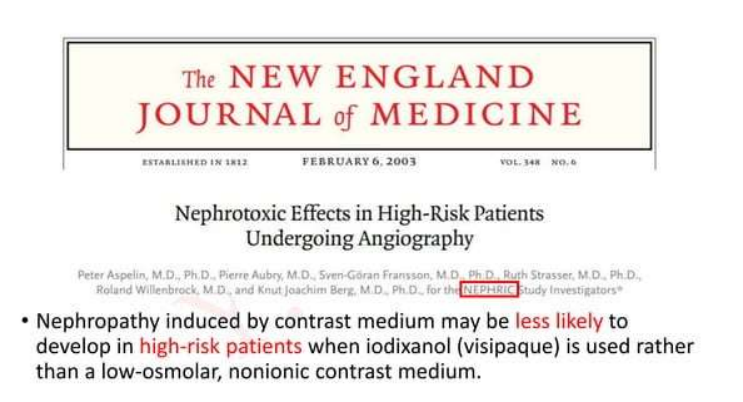 The NEW ENGLAND
JOURNAL of MEDICINE
ESTABLISHED IN 1812 FEBRUARY 6, 2003 VOL. 348 NO. 6
Nephrotoxic Effects in High-Risk Patients
Undergoing Angiography
Peter Aspelin, M.D., Ph.D., Pierre Aubry, M.D., Sven-Göran Fransson, M.D., Ph.D., Ruth Strasser, M.D., Ph.D.,
Roland Willenbrock, M.D., and Knut Joachim Berg, M.D., Ph.D., for the NEPHRIC Study Investigators*
• Nephropathy induced by contrast medium may be less likely to
develop in high-risk patients when iodixanol (visipaque) is used rather
than a low-osmolar, nonionic contrast medium.